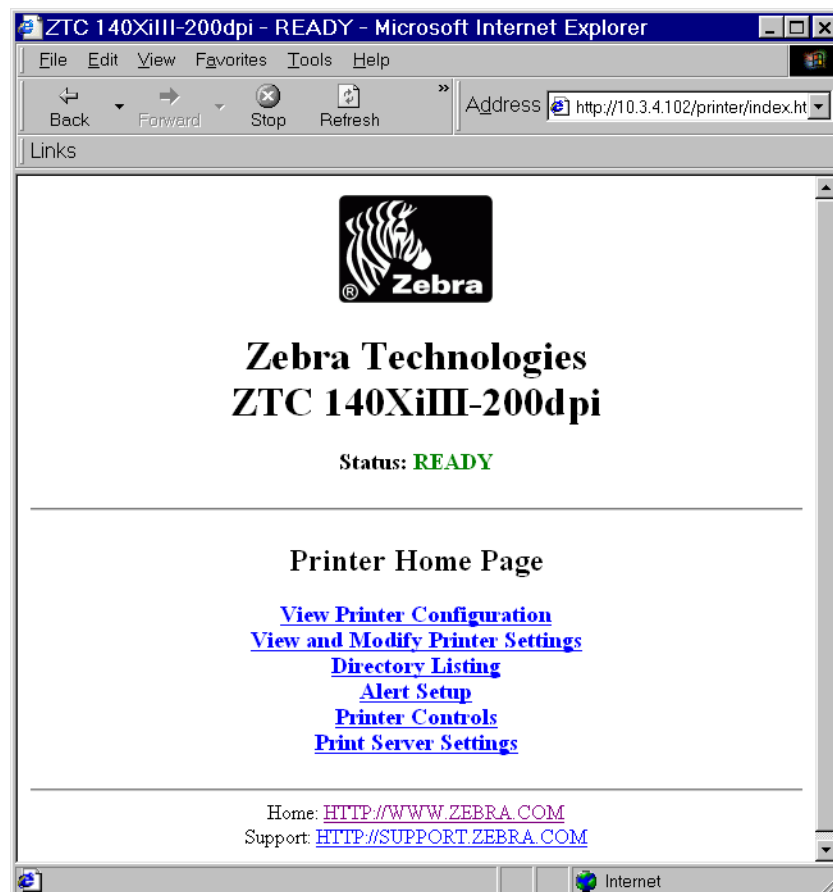 ZTC 140XiIII-200dpi - READY - Microsoft Internet Explorer
File Edit View Favorites Tools Help
Back Forward Stop Refresh » Address http://10.3.4.102/printer/index.ht
Links
® Zebra
Zebra Technologies
ZTC 140XiIII-200dpi
Status: READY
Printer Home Page
View Printer Configuration
View and Modify Printer Settings
Directory Listing
Alert Setup
Printer Controls
Print Server Settings
Home: HTTP://WWW.ZEBRA.COM
Support: HTTP://SUPPORT.ZEBRA.COM
Internet